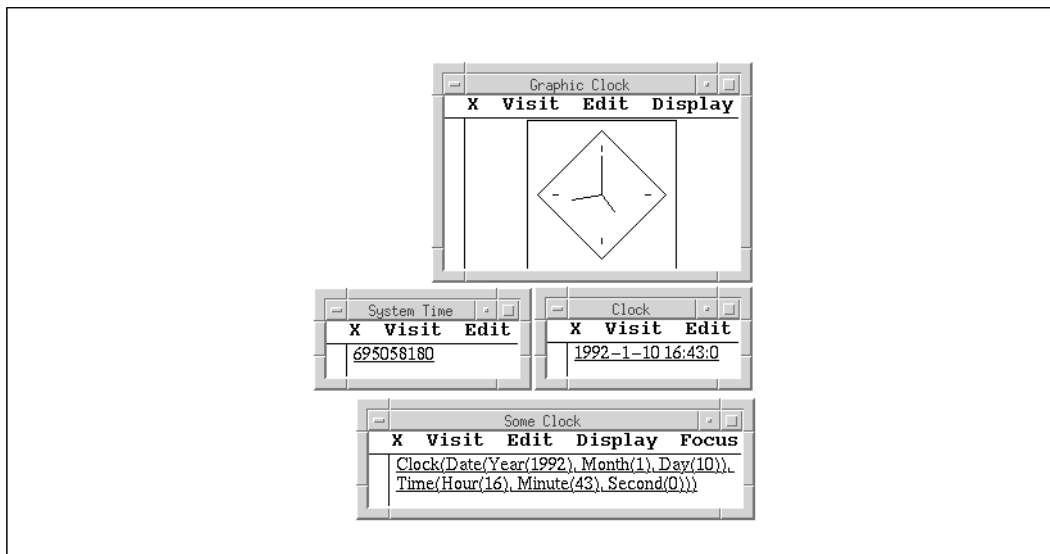 Graphic Clock
X Visit Edit Display
System Time
X Visit Edit
695058180
Clock
X Visit Edit
1992–1–10 16:43:0
Some Clock
X Visit Edit Display Focus
Clock(Date(Year(1992), Month(1), Day(10)),
Time(Hour(16), Minute(43), Second(0)))